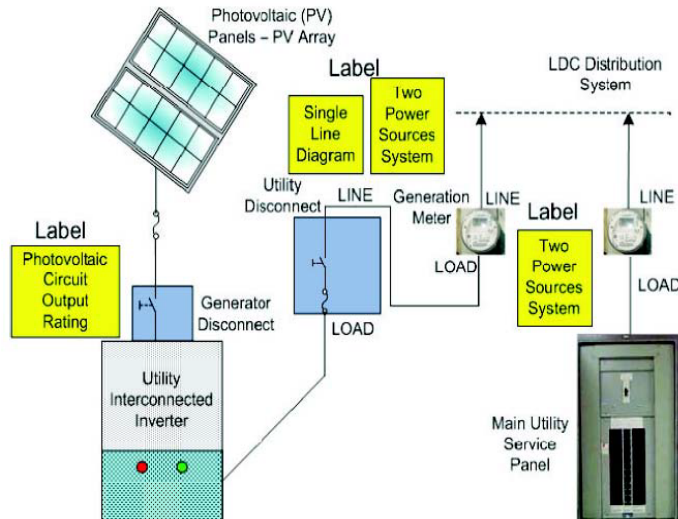 Photovoltaic (PV)
Panels – PV Array
Label
Single
Line
Diagram
Two
Power
Sources
System
LDC Distribution
System
Utility
Disconnect
LINE
Generation
Meter
LINE
LOAD
Label
Two
Power
Sources
System
LINE
LOAD
Label
Photovoltaic
Circuit
Output
Rating
Generator
Disconnect
LOAD
Utility
Interconnected
Inverter
Main Utility
Service
Panel